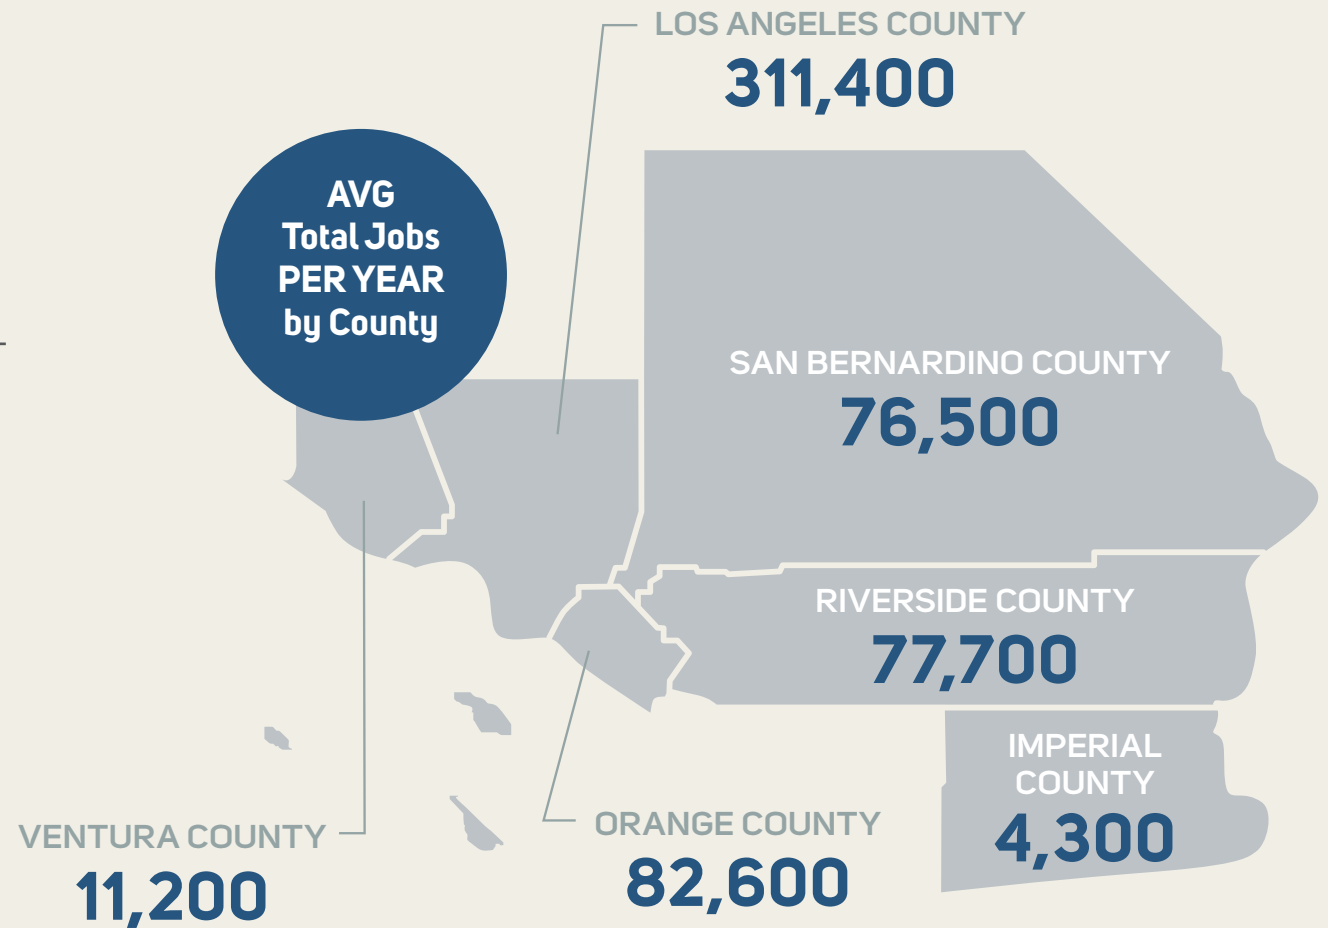 LOS ANGELES COUNTY
311,400
AVG
Total Jobs
PER YEAR
by County
SAN BERNARDINO COUNTY
76,500
RIVERSIDE COUNTY
77,700
IMPERIAL
COUNTY
4,300
VENTURA COUNTY
11,200
ORANGE COUNTY
82,600